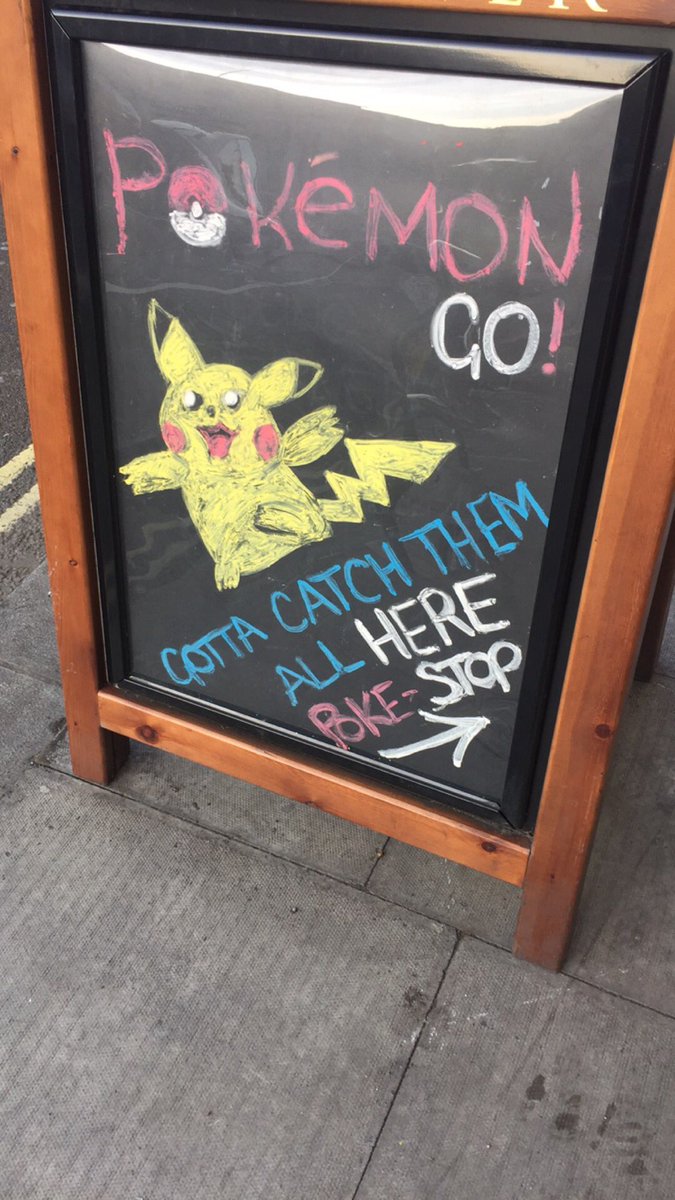 POKéMON
GO!
GOTTA CATCH THEM
ALL HERE
POKE-STOP